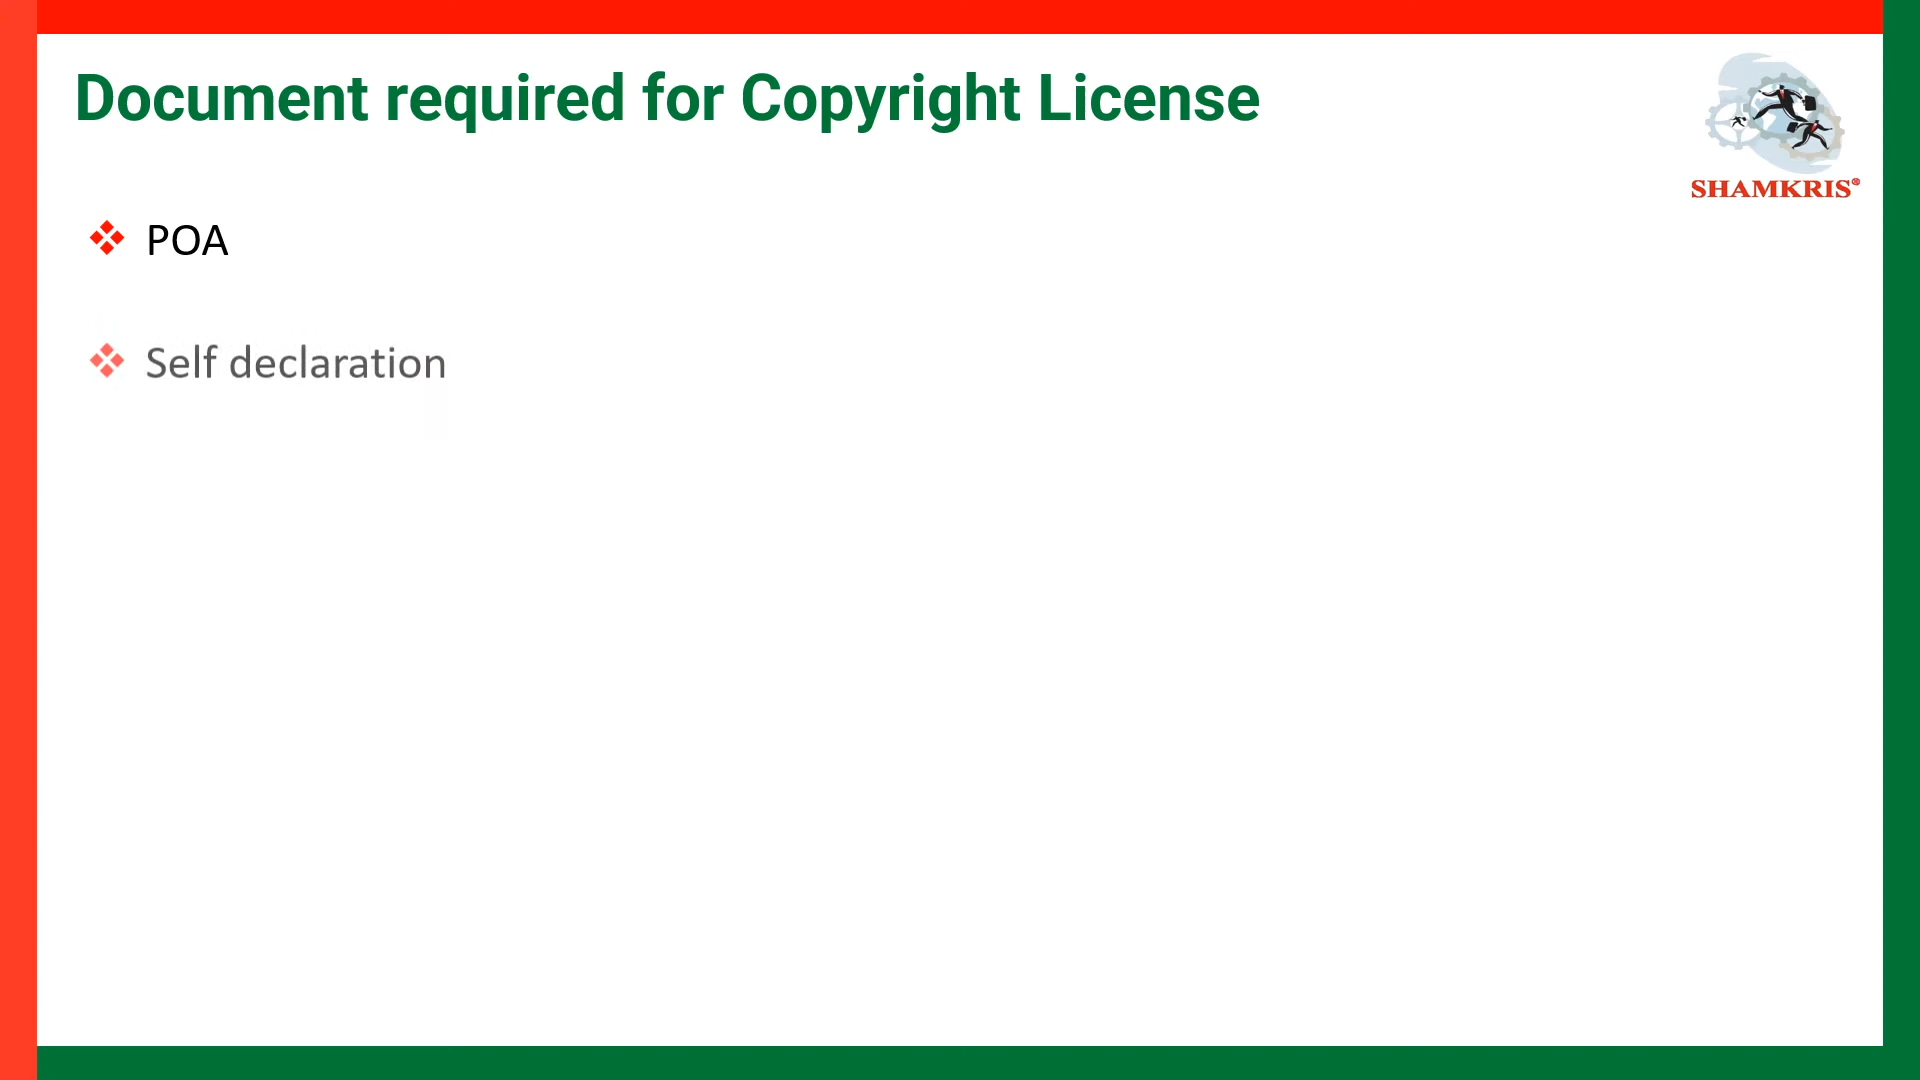 Document required for Copyright License
SHAMKRIS®
POA
Self declaration